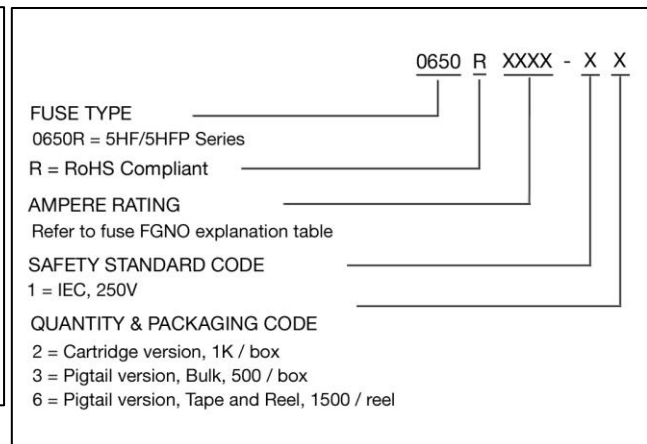 0650 R XXXX - X X
FUSE TYPE
0650R = 5HF/5HFP Series
R = RoHS Compliant
AMPERE RATING
Refer to fuse FGNO explanation table
SAFETY STANDARD CODE
1 = IEC, 250V
QUANTITY & PACKAGING CODE
2 = Cartridge version, 1K / box
3 = Pigtail version, Bulk, 500 / box
6 = Pigtail version, Tape and Reel, 1500 / reel